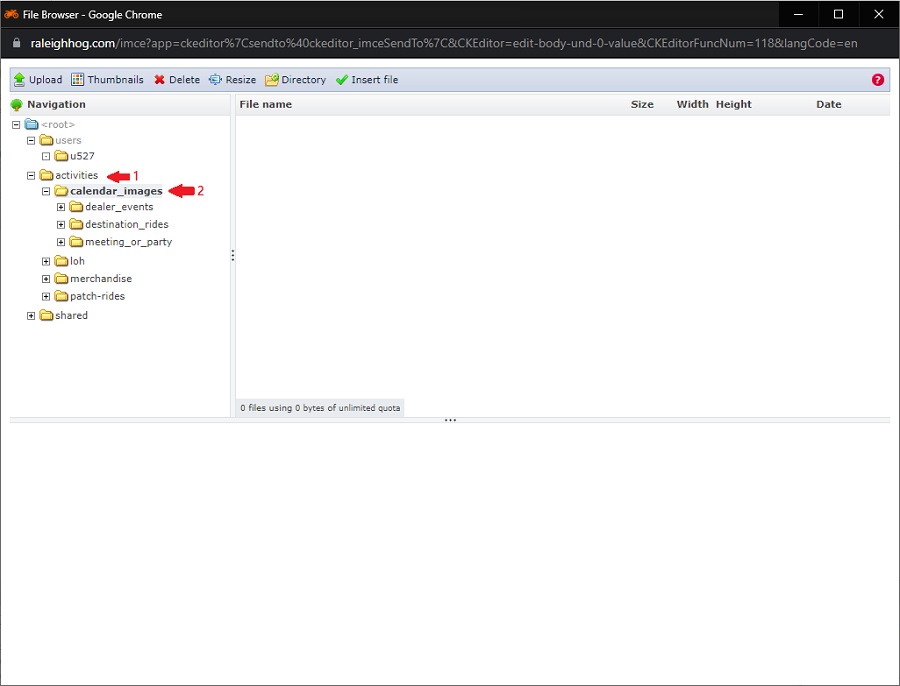 File Browser - Google Chrome
raleighhog.com/imce?app=ckeditor%7Csendto%40ckeditor_imceSendTo%7C&CKEditor=edit-body-und-0-value&CKEditorFuncNum=118&langCode=en
Upload Thumbnails Delete Resize Directory Insert file ?
Navigation File name Size Width Height Date
<root>
users
u527
activities 1
calendar_images 2
dealer_events
destination_rides
meeting_or_party
loh
merchandise
patch-rides
shared
0 files using 0 bytes of unlimited quota